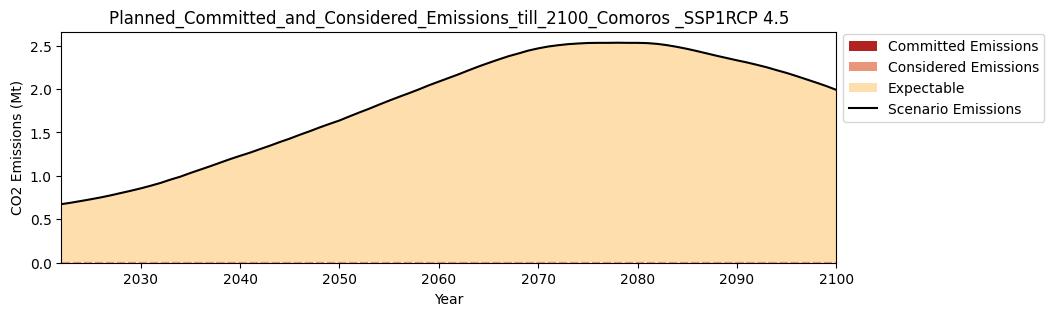 Planned_Committed_and_Considered_Emissions_till_2100_Comoros _SSP1RCP 4.5
Committed Emissions
Considered Emissions
Expectable
Scenario Emissions
CO2 Emissions (Mt)
2.5
2.0
1.5
1.0
0.5
0.0
2030 2040 2050 2060 2070 2080 2090 2100
Year